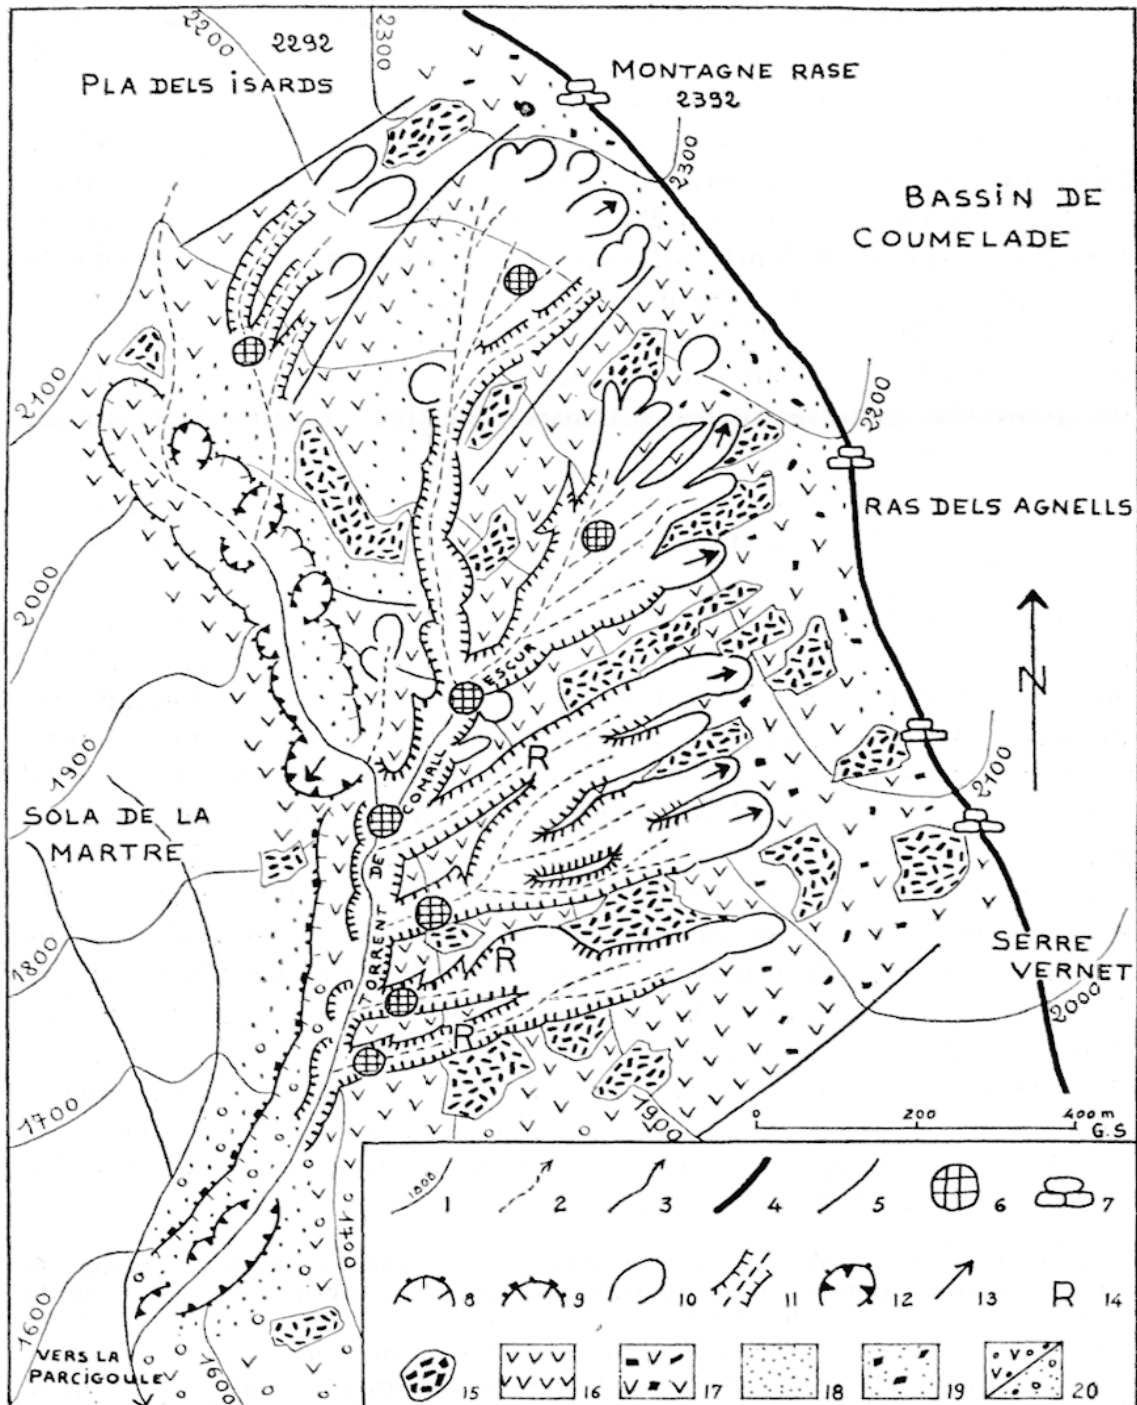 2200
2292
2300
PLA DELS iSARDS
MONTAGNE RASE
2392
2300
BASSiN DE
COUMELADE
2100
2200
RAS DELS AGNELLS
2000
N
ESCUR
1900
R
COMALL
2100
SOLA DE LA
MARTRE
DE
1800
TORRENT
R
SERRE
VERNET
2000
R
1700
1900
0 200 400 m
G.S
1700
1600
1600
VERS LA
PARCIGOULE
1800 1 2 3 4 5 6 7
8 9 10 11 12 13 R 14
15 16 17 18 19 20